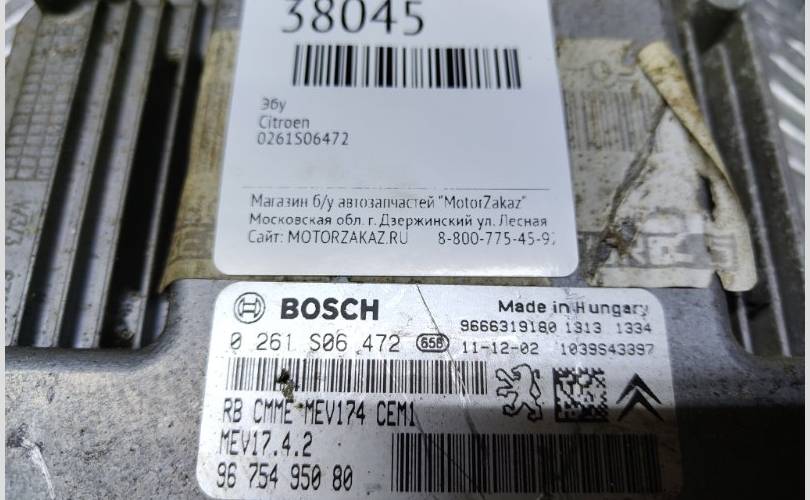 38045
Эбу
Citroen
0261S06472
Магазин б/у автозапчастей "MotorZakaz"
Московская обл. г. Дзержинский ул. Лесная
Сайт: MOTORZAKAZ.RU 8-800-775-45-9
BOSCH Made in Hungary
9666319180 1313 1334
0 261 S06 472 658 11-12-02 1039S43397
RB CMME-MEV174 CEM1
MEV17.4.2
96 754 950 80